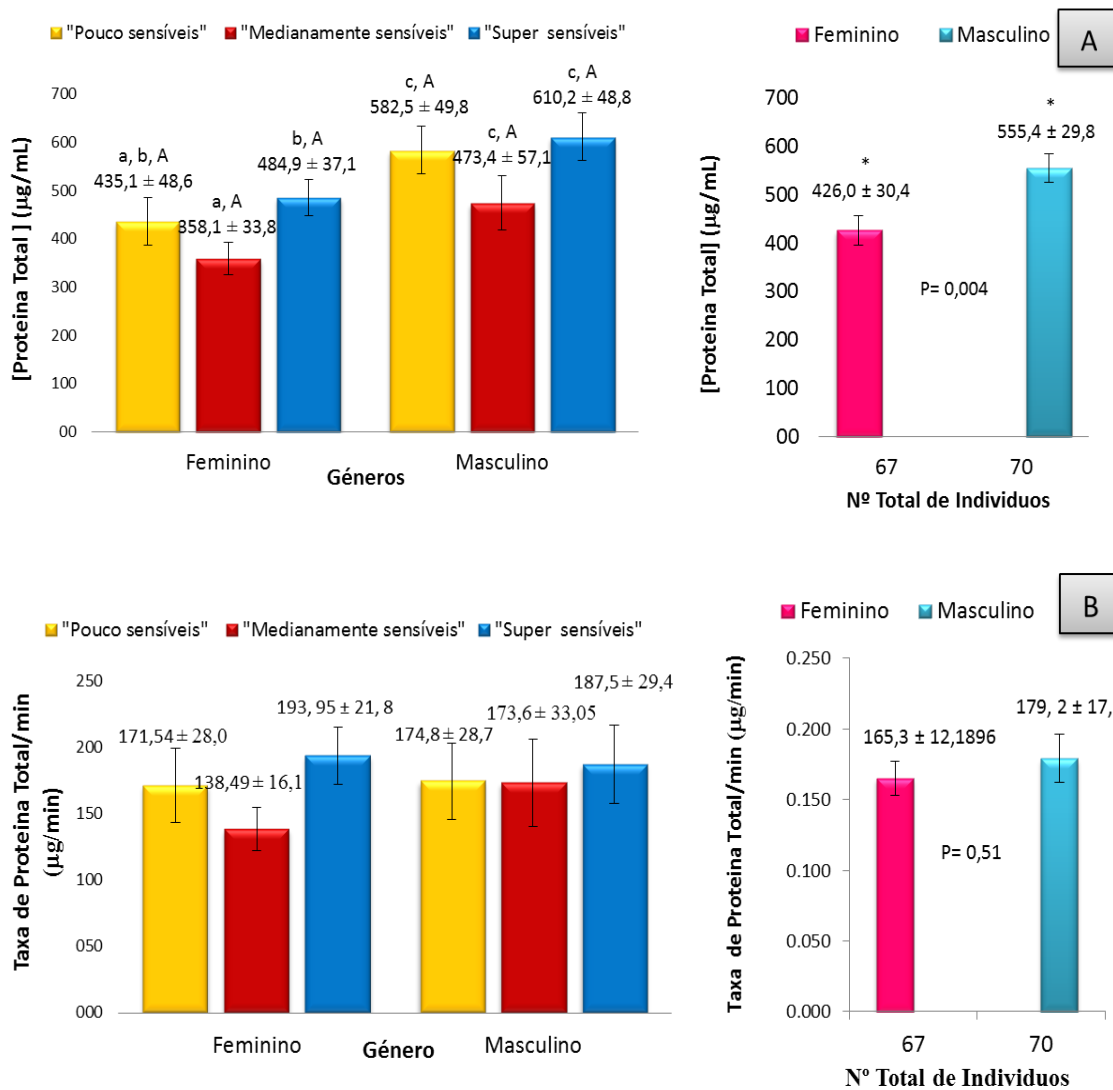 "Pouco sensíveis" "Medianamente sensíveis" "Super sensíveis"
[Proteina Total ] (µg/mL)
700
600
500
400
300
200
100
00
a, b, A
435,1 ± 48,6
a, A
358,1 ± 33,8
b, A
484,9 ± 37,1
c, A
582,5 ± 49,8
c, A
473,4 ± 57,1
c, A
610,2 ± 48,8
Feminino Masculino
Géneros
Feminino Masculino
A
[Proteina Total] (µg/mL)
700
600
500
400
300
200
100
00
*
426,0 ± 30,4
*
555,4 ± 29,8
P= 0,004
67 70
Nº Total de Individuos
"Pouco sensíveis" "Medianamente sensíveis" "Super sensíveis"
Taxa de Proteina Total/min
(µg/min)
250
200
150
100
050
000
171,54 ± 28,0
138,49 ± 16,1
193, 95 ± 21,8
174,8 ± 28,7
173,6 ± 33,05
187,5 ± 29,4
Feminino Masculino
Género
Feminino Masculino
B
Taxa de Proteina Total/min (µg/min)
0.250
0.200
0.150
0.100
0.050
0.000
165,3 ± 12,1896
179, 2 ± 17,
P= 0,51
67 70
Nº Total de Individuos